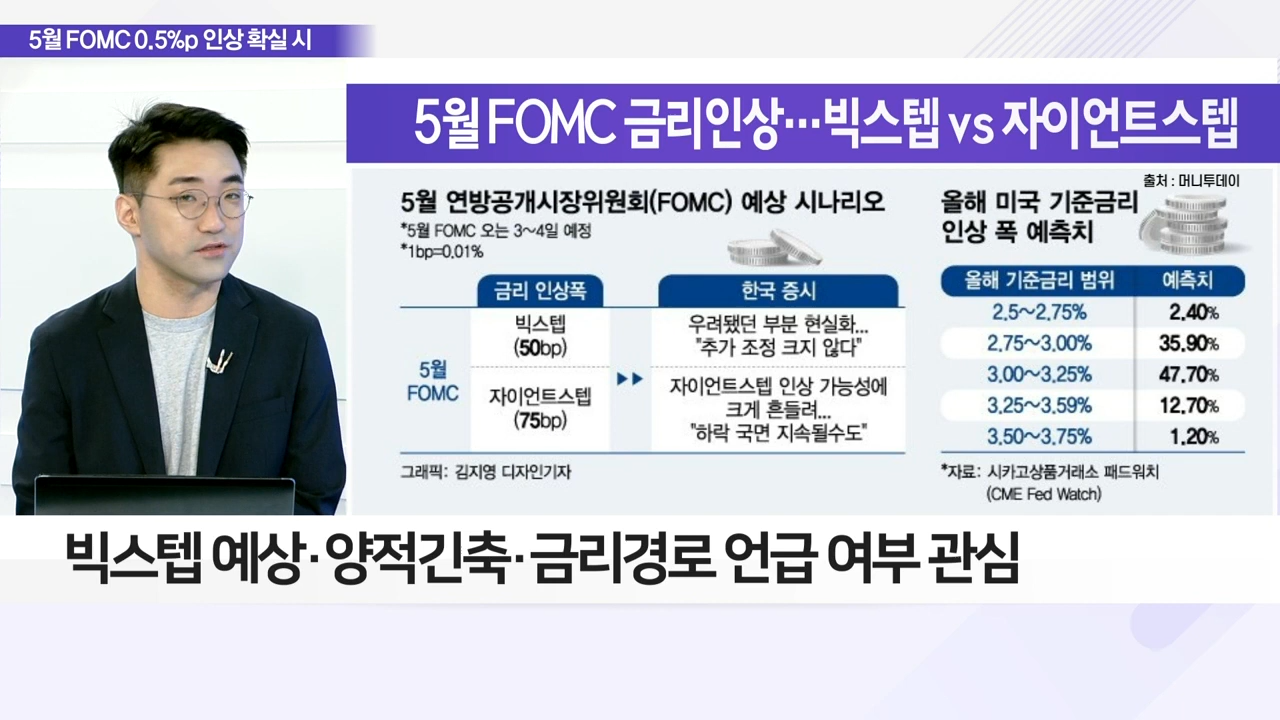 5월 FOMC 0.5%p 인상 확실 시
5월 FOMC 금리인상…빅스텝 vs 자이언트스텝
출처 : 머니투데이
5월 연방공개시장위원회(FOMC) 예상 시나리오
*5월 FOMC 오는 3~4일 예정
*1bp=0.01%
금리 인상폭
한국 증시
5월
FOMC
빅스텝
(50bp)
우려됐던 부분 현실화...
"추가 조정 크지 않다"
자이언트스텝
(75bp)
자이언트스텝 인상 가능성에
크게 흔들려...
"하락 국면 지속될수도"
그래픽: 김지영 디자인기자
올해 미국 기준금리
인상 폭 예측치
올해 기준금리 범위 예측치
2.5~2.75% 2.40%
2.75~3.00% 35.90%
3.00~3.25% 47.70%
3.25~3.59% 12.70%
3.50~3.75% 1.20%
*자료: 시카고상품거래소 패드워치
(CME Fed Watch)
빅스텝 예상·양적긴축·금리경로 언급 여부 관심